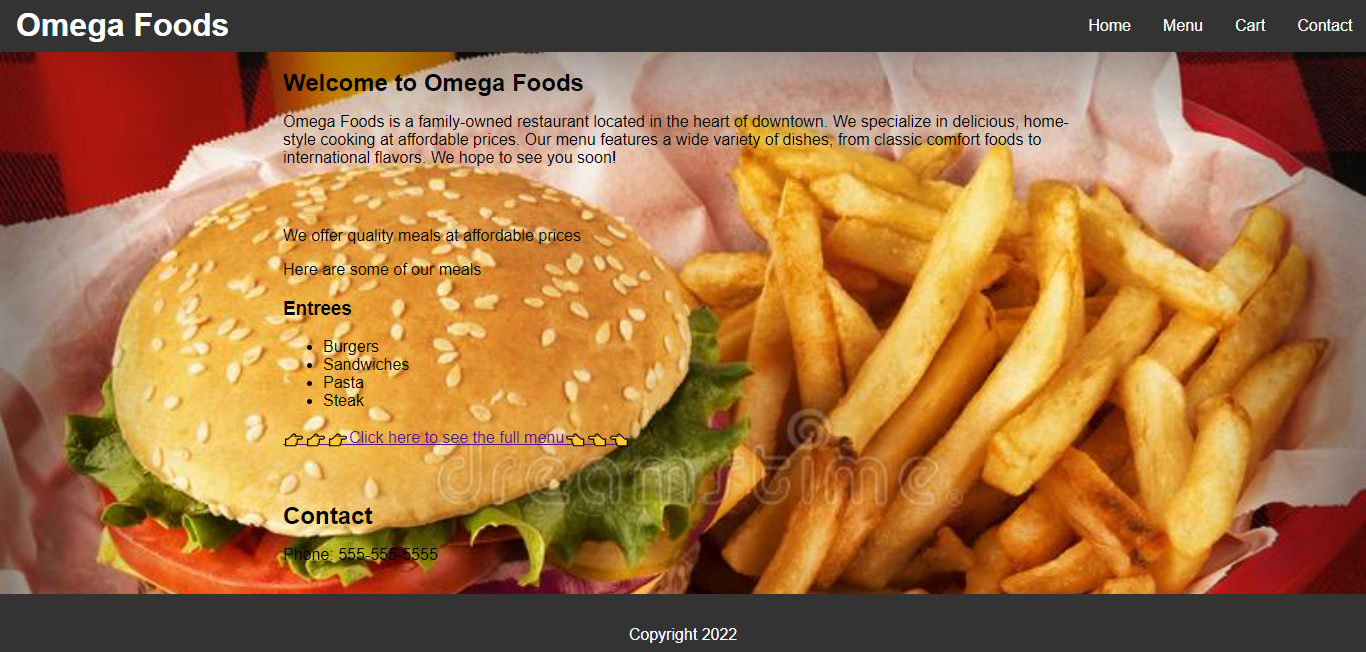 Omega Foods
Home Menu Cart Contact
Welcome to Omega Foods
Omega Foods is a family-owned restaurant located in the heart of downtown. We specialize in delicious, home-
style cooking at affordable prices. Our menu features a wide variety of dishes, from classic comfort foods to
international flavors. We hope to see you soon!
We offer quality meals at affordable prices
Here are some of our meals
Entrees
• Burgers
• Sandwiches
• Pasta
• Steak
👉👉👉Click here to see the full menu👈👈👈
dreamstime.
Contact
Phone: 555-555-5555
Copyright 2022